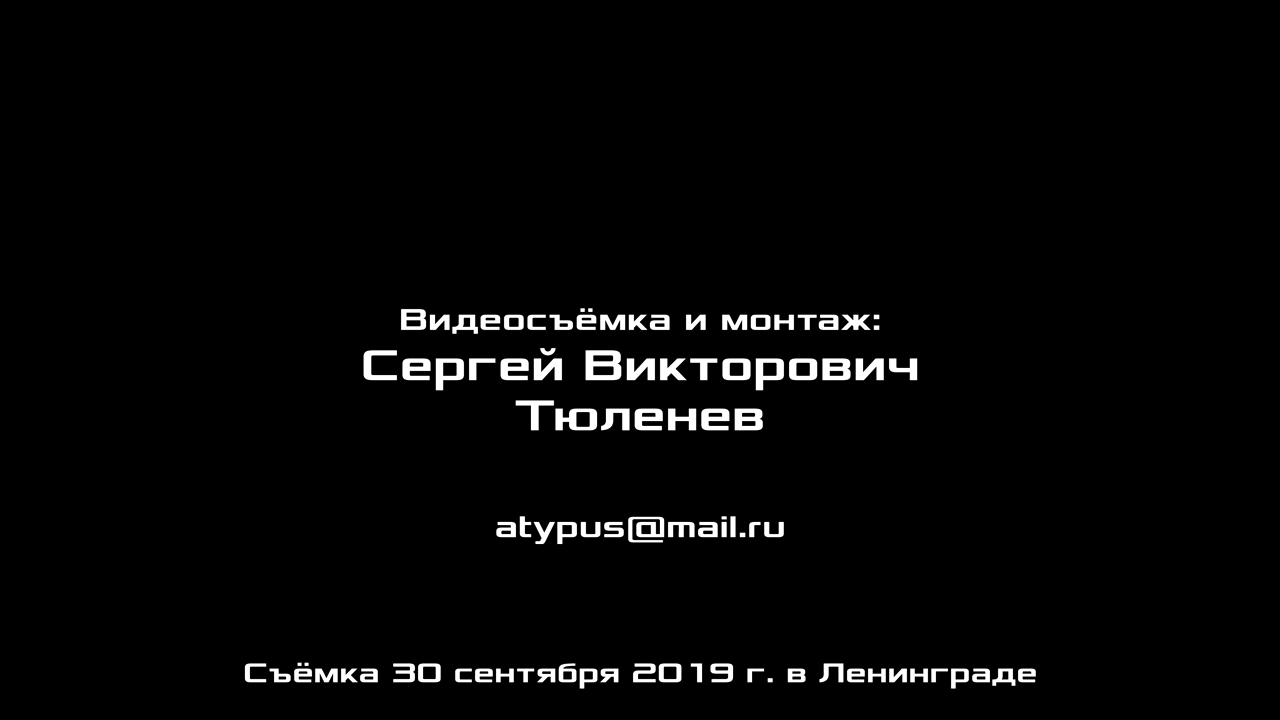 Видеосъёмка и монтаж:
Сергей Викторович
Тюленев
atypus@mail.ru
Съёмка 30 сентября 2019 г. в Ленинграде